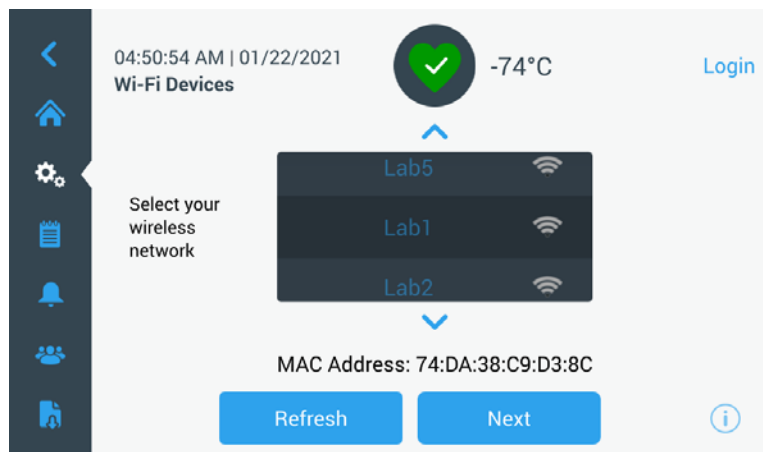 04:50:54 AM | 01/22/2021
Wi-Fi Devices
-74°C
Login
Lab5
Select your
wireless
network
Lab1
Lab2
MAC Address: 74:DA:38:C9:D3:8C
Refresh
Next
i